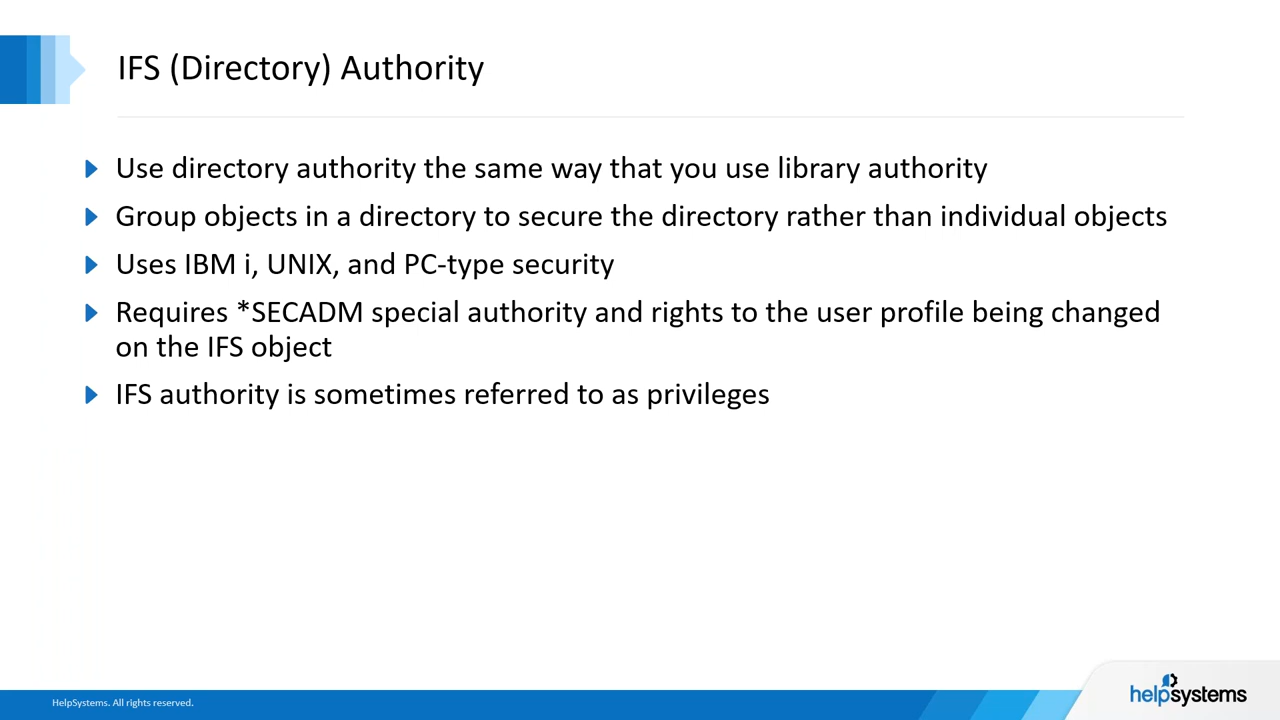 IFS (Directory) Authority
Use directory authority the same way that you use library authority
Group objects in a directory to secure the directory rather than individual objects
Uses IBM i, UNIX, and PC-type security
Requires *SECADM special authority and rights to the user profile being changed
on the IFS object
IFS authority is sometimes referred to as privileges
HelpSystems. All rights reserved.
helpsystems